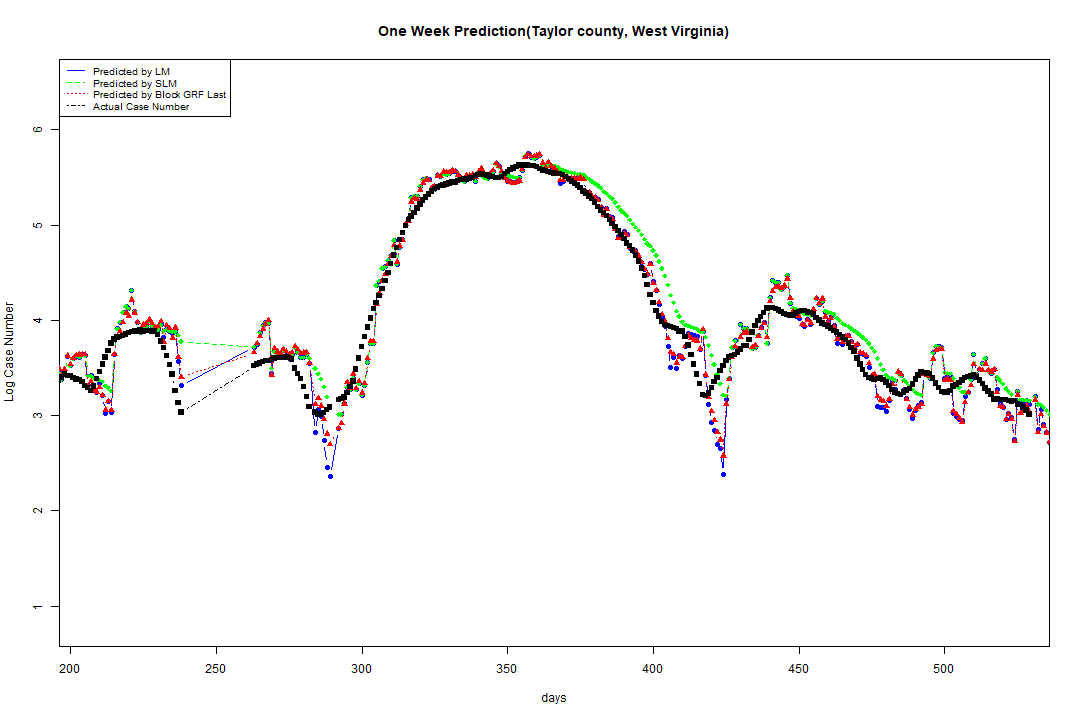 One Week Prediction(Taylor county, West Virginia)
Predicted by LM
Predicted by SLM
Predicted by Block GRF Last
Actual Case Number
6
5
4
3
2
1
Log Case Number
200 250 300 350 400 450 500
days